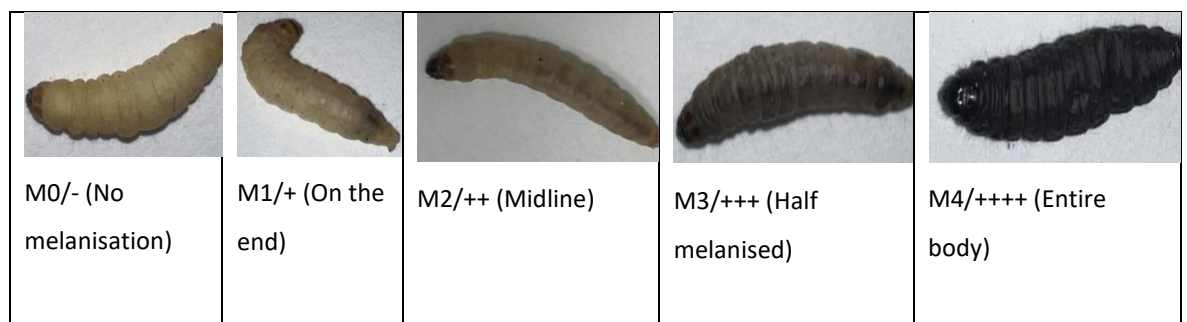 M0/- (No
melanisation)
M1/+ (On the
end)
M2/++ (Midline)
M3/+++ (Half
melanised)
M4/++++ (Entire
body)